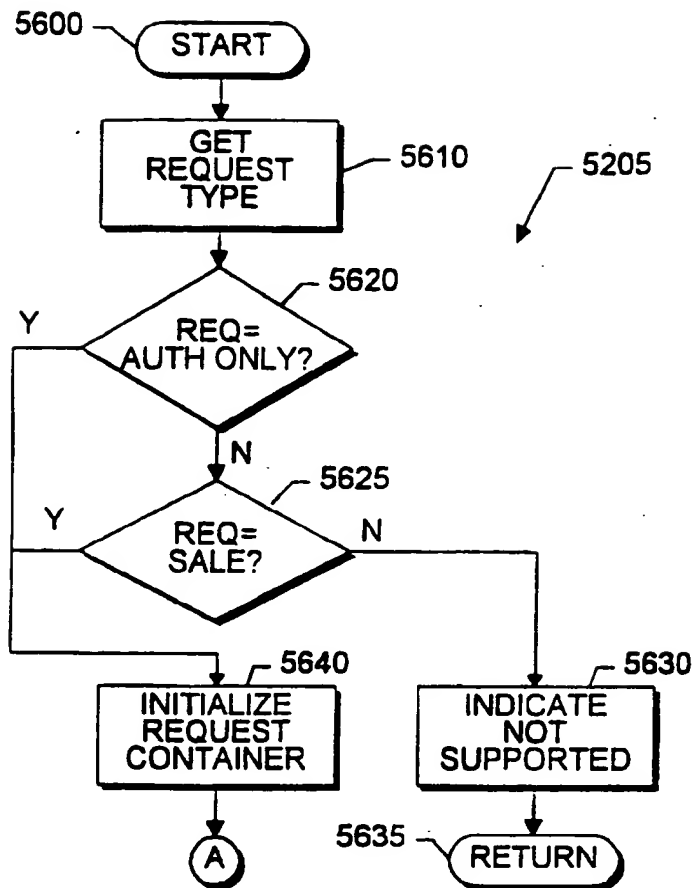 5600
START
GET
REQUEST
TYPE
5610
5205
5620
Y
REQ=
AUTH ONLY?
N
5625
Y
REQ=
SALE?
N
5640
5630
INITIALIZE
REQUEST
CONTAINER
INDICATE
NOT
SUPPORTED
A
5635
RETURN